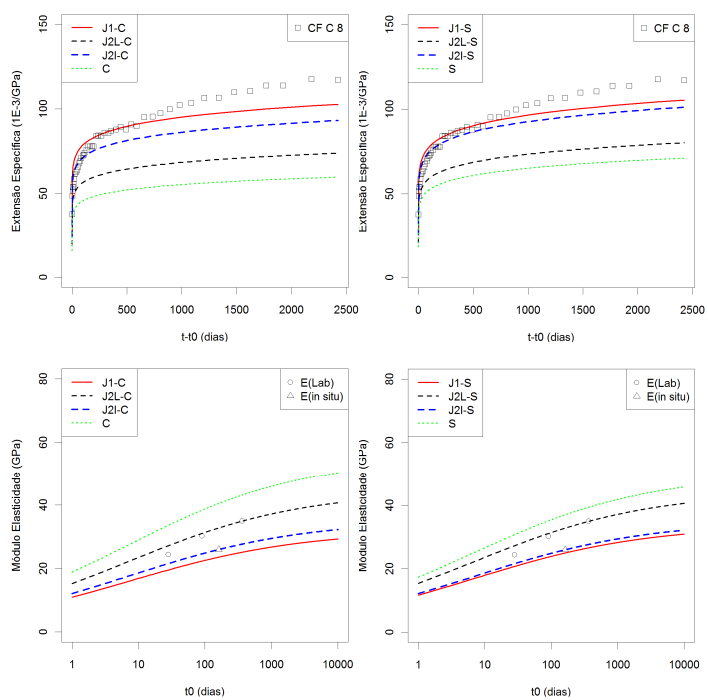 J1-C
J2L-C
J2I-C
C
CF C 8
Extensão Específica (1E-3/GPa)
0 50 100 150
0 500 1000 1500 2000 2500
t-t0 (dias)
J1-S
J2L-S
J2I-S
S
CF C 8
Extensão Específica (1E-3/GPa)
0 50 100 150
0 500 1000 1500 2000 2500
t-t0 (dias)
J1-C
J2L-C
J2I-C
C
E(Lab)
E(in situ)
Módulo Elasticidade (GPa)
0 20 40 60 80
1 10 100 1000 10000
t0 (dias)
J1-S
J2L-S
J2I-S
S
E(Lab)
E(in situ)
Módulo Elasticidade (GPa)
0 20 40 60 80
1 10 100 1000 10000
t0 (dias)